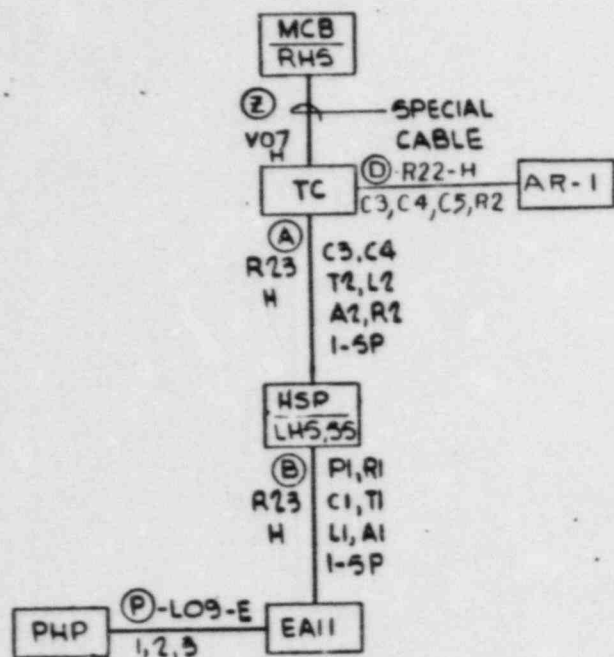 MCB
RHS
Z
SPECIAL
CABLE
V07
H
TC
D-R22-H
C3, C4, C5, R2
AR-1
A
R23
H
C3, C4
T2, L2
A2, R2
1-SP
HSP
LHS,SS
B
R23
H
P1, R1
C1, T1
L1, A1
1-SP
P-L09-E
1, 2, 3
PHP
EA11